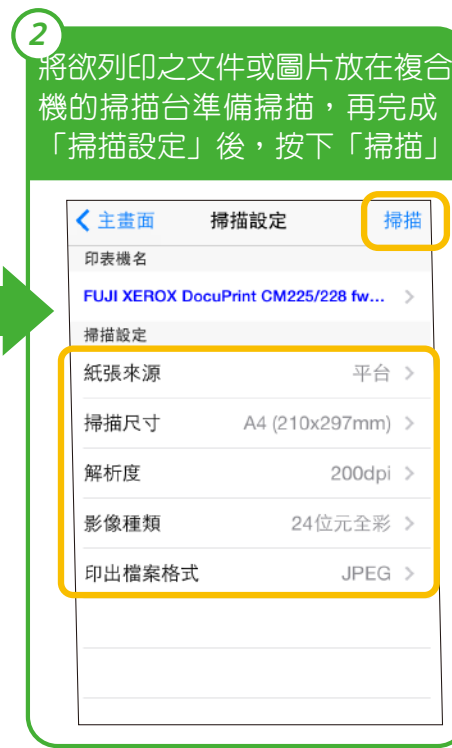 2
將欲列印之文件或圖片放在複合
機的掃描台準備掃描，再完成
「掃描設定」後，按下「掃描」
主畫面 掃描設定 掃描
印表機名
FUJI XEROX DocuPrint CM225/228 fw...
掃描設定
紙張來源 平台
掃描尺寸 A4 (210x297mm)
解析度 200dpi
影像種類 24位元全彩
印出檔案格式 JPEG